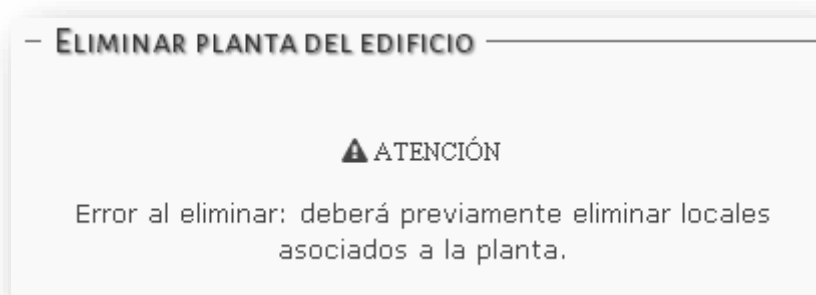 Eliminar planta del edificio
ATENCIÓN
Error al eliminar: deberá previamente eliminar locales
asociados a la planta.